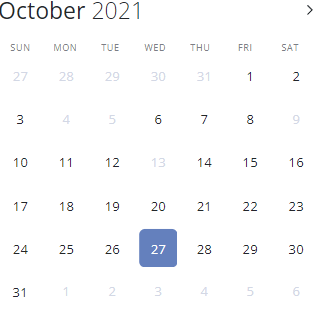 October 2021
SUN MON TUE WED THU FRI SAT
27 28 29 30 31 1 2
3 4 5 6 7 8 9
10 11 12 13 14 15 16
17 18 19 20 21 22 23
24 25 26 27 28 29 30
31 1 2 3 4 5 6